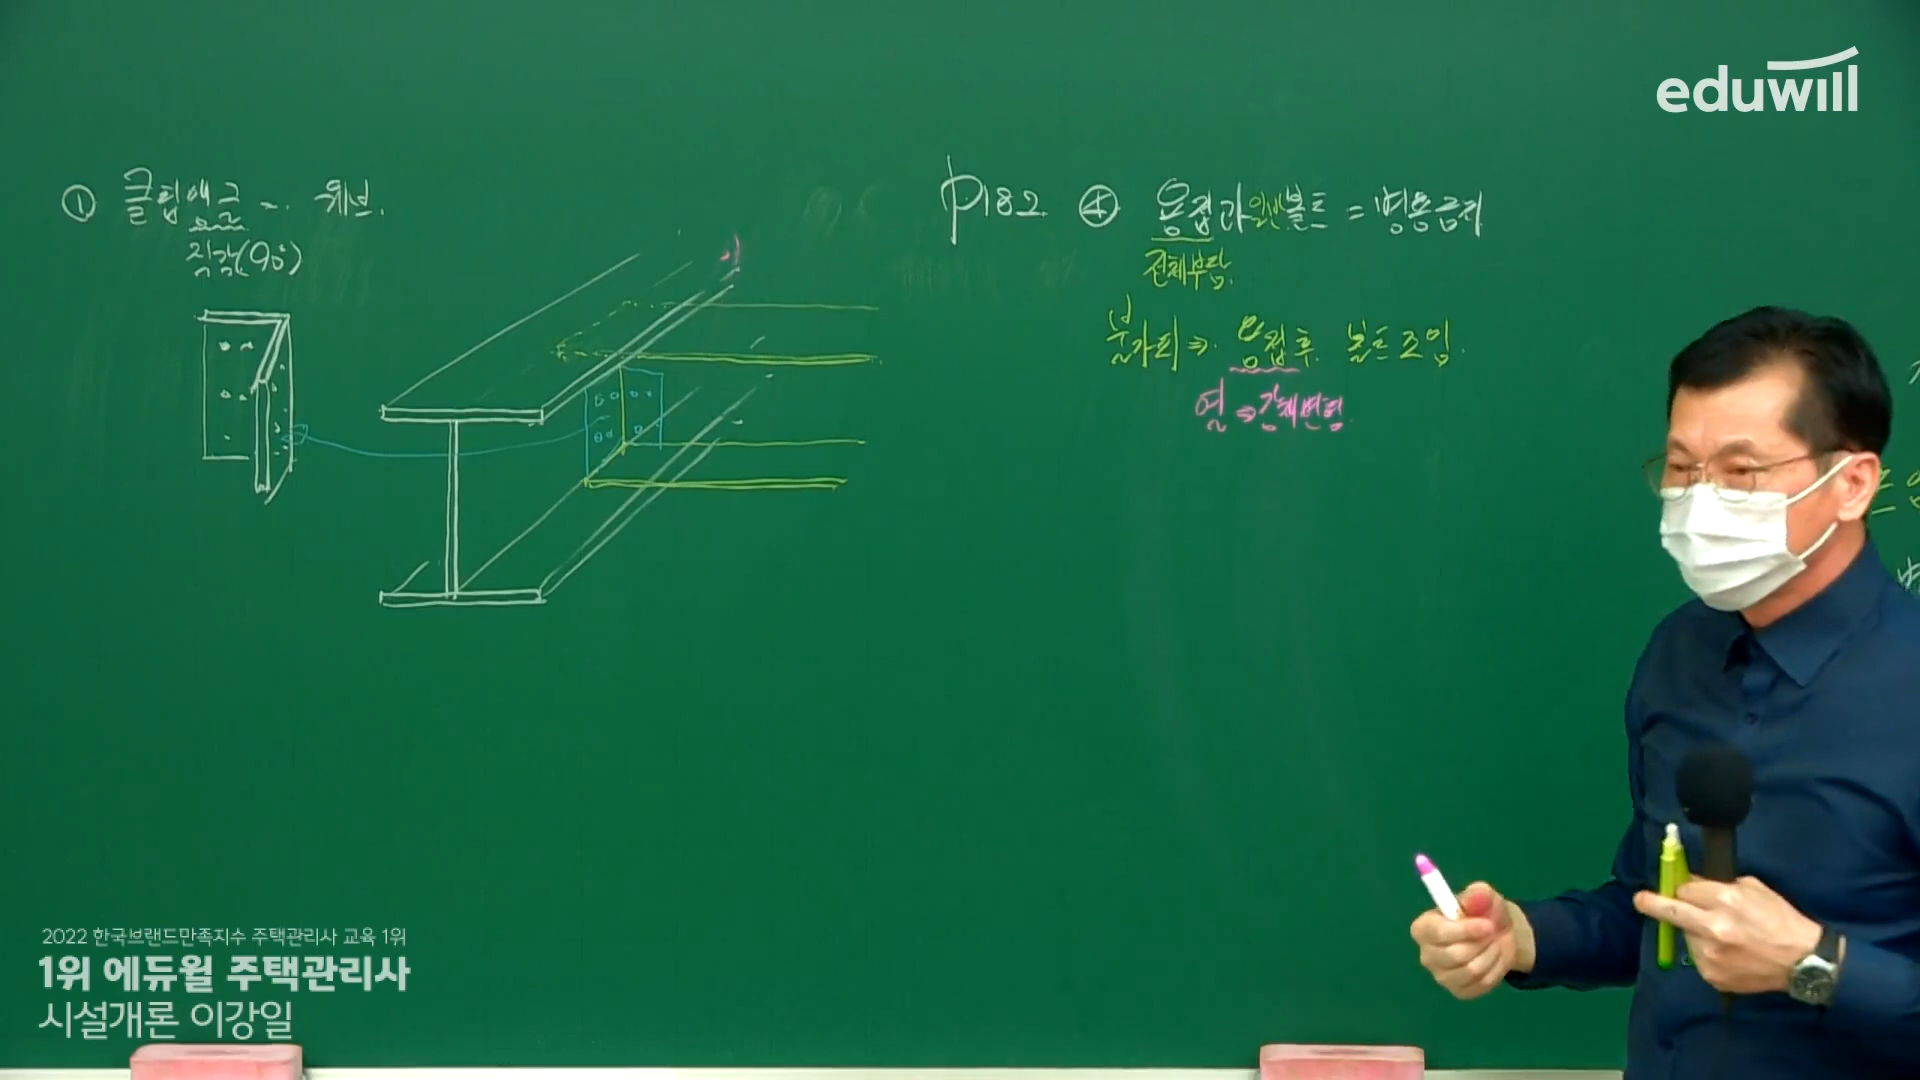 eduwill
① 클립앵글 - 웨브.
직각(90°)
P182 ④ 용접과 일반볼트 = 병용금지
전체부담.
불가피 ⇒ 용접 후 볼트조임.
열 ⇒ 강재변형.
2022 한국브랜드만족지수 주택관리사 교육 1위
1위 에듀윌 주택관리사
시설개론 이강일